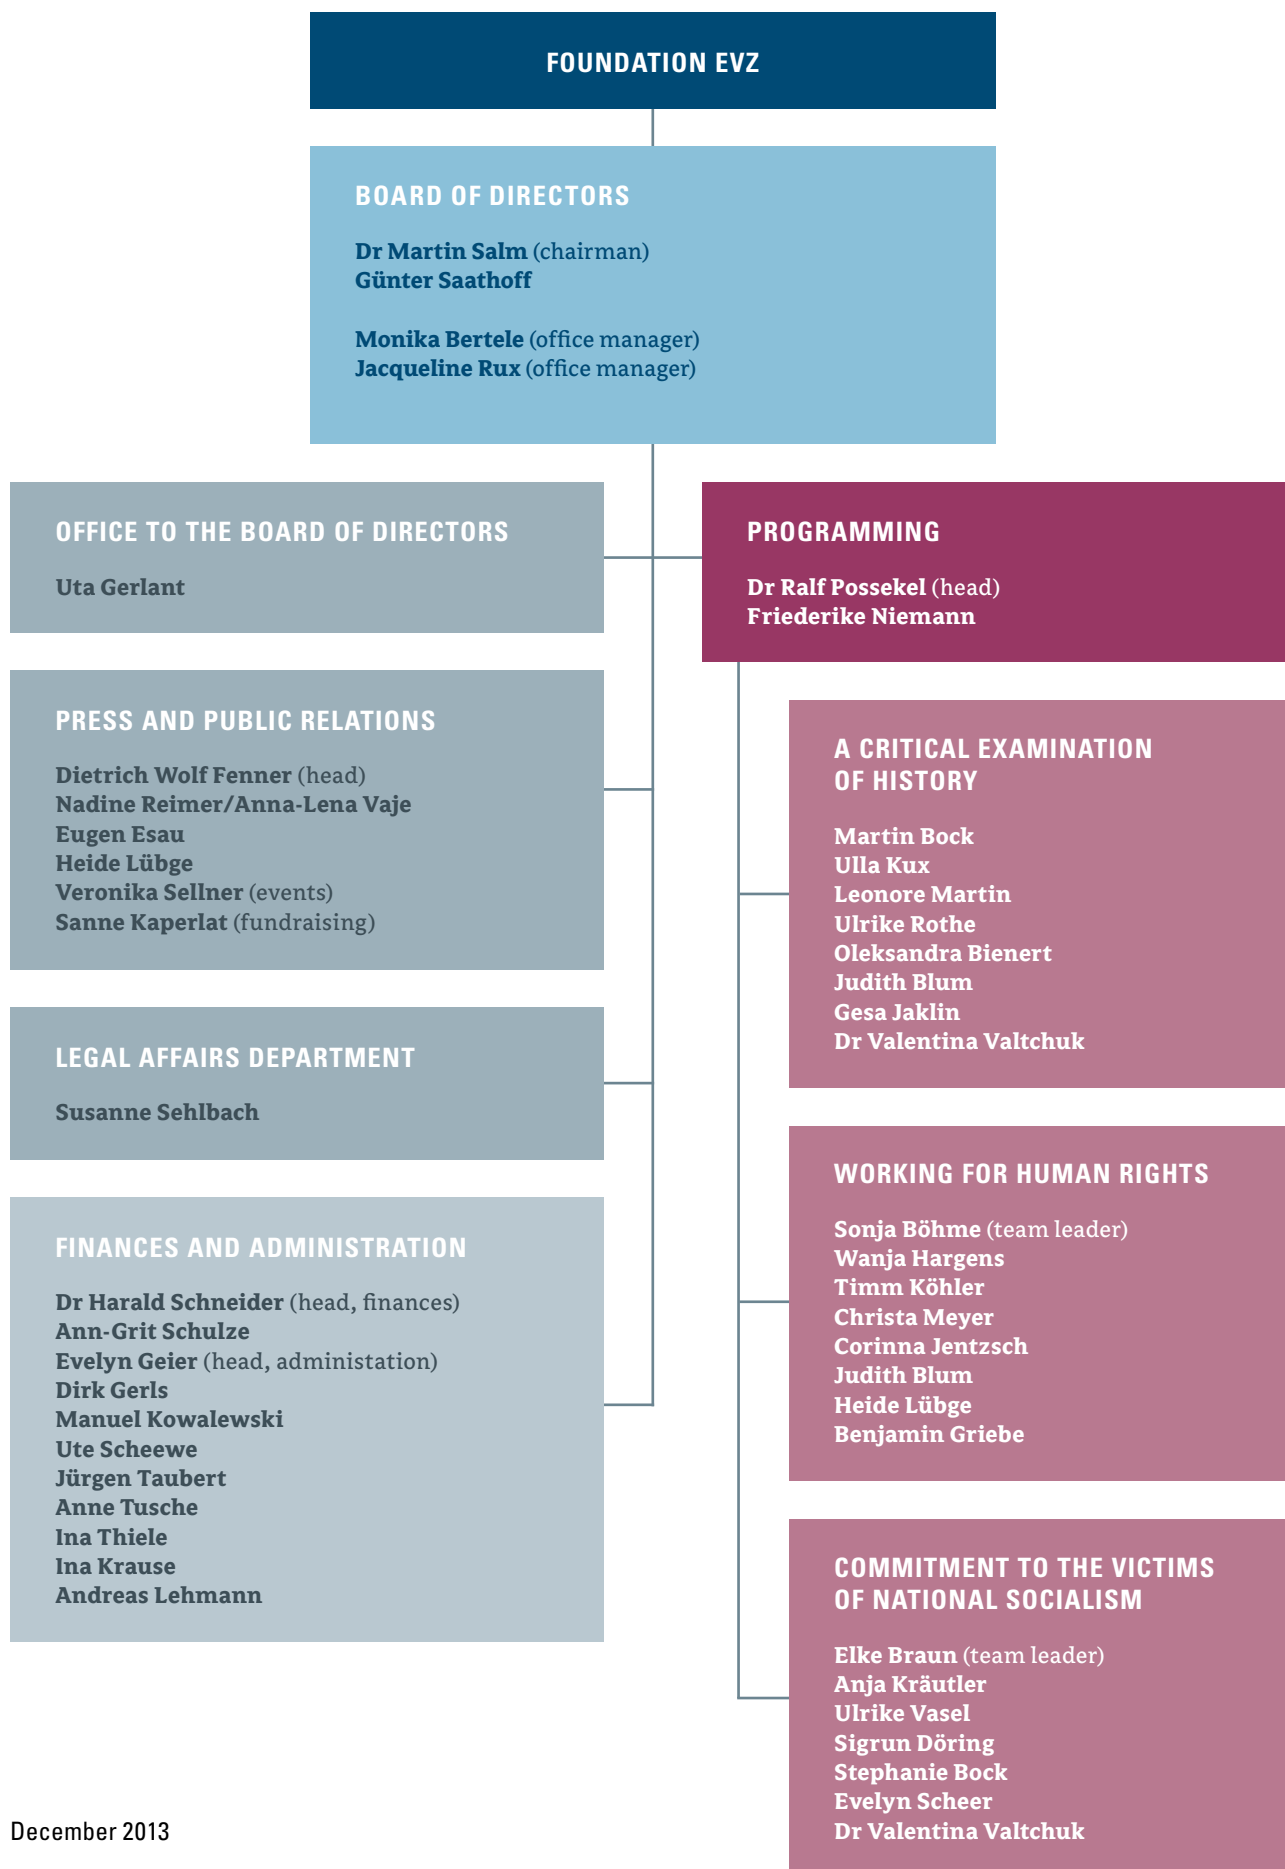 FOUNDATION EVZ
BOARD OF DIRECTORS
Dr Martin Salm (chairman)
Günter Saathoff
Monika Bertele (office manager)
Jacqueline Rux (office manager)
OFFICE TO THE BOARD OF DIRECTORS
Uta Gerlant
PRESS AND PUBLIC RELATIONS
Dietrich Wolf Fenner (head)
Nadine Reimer/Anna-Lena Vaje
Eugen Esau
Heide Lübge
Veronika Sellner (events)
Sanne Kaperlat (fundraising)
LEGAL AFFAIRS DEPARTMENT
Susanne Sehlbach
FINANCES AND ADMINISTRATION
Dr Harald Schneider (head, finances)
Ann-Grit Schulze
Evelyn Geier (head, administation)
Dirk Gerls
Manuel Kowalewski
Ute Scheewe
Jürgen Taubert
Anne Tusche
Ina Thiele
Ina Krause
Andreas Lehmann
PROGRAMMING
Dr Ralf Possekel (head)
Friederike Niemann
A CRITICAL EXAMINATION
OF HISTORY
Martin Bock
Ulla Kux
Leonore Martin
Ulrike Rothe
Oleksandra Bienert
Judith Blum
Gesa Jaklin
Dr Valentina Valtchuk
WORKING FOR HUMAN RIGHTS
Sonja Böhme (team leader)
Wanja Hargens
Timm Köhler
Christa Meyer
Corinna Jentzsch
Judith Blum
Heide Lübge
Benjamin Griebe
COMMITMENT TO THE VICTIMS
OF NATIONAL SOCIALISM
Elke Braun (team leader)
Anja Kräutler
Ulrike Vasel
Sigrun Döring
Stephanie Bock
Evelyn Scheer
Dr Valentina Valtchuk
December 2013